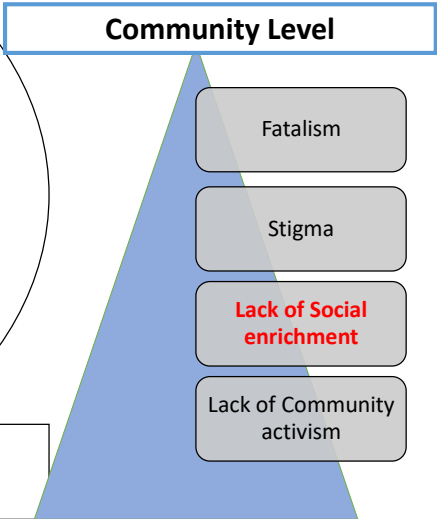 Community Level
Fatalism
Stigma
Lack of Social
enrichment
Lack of Community
activism